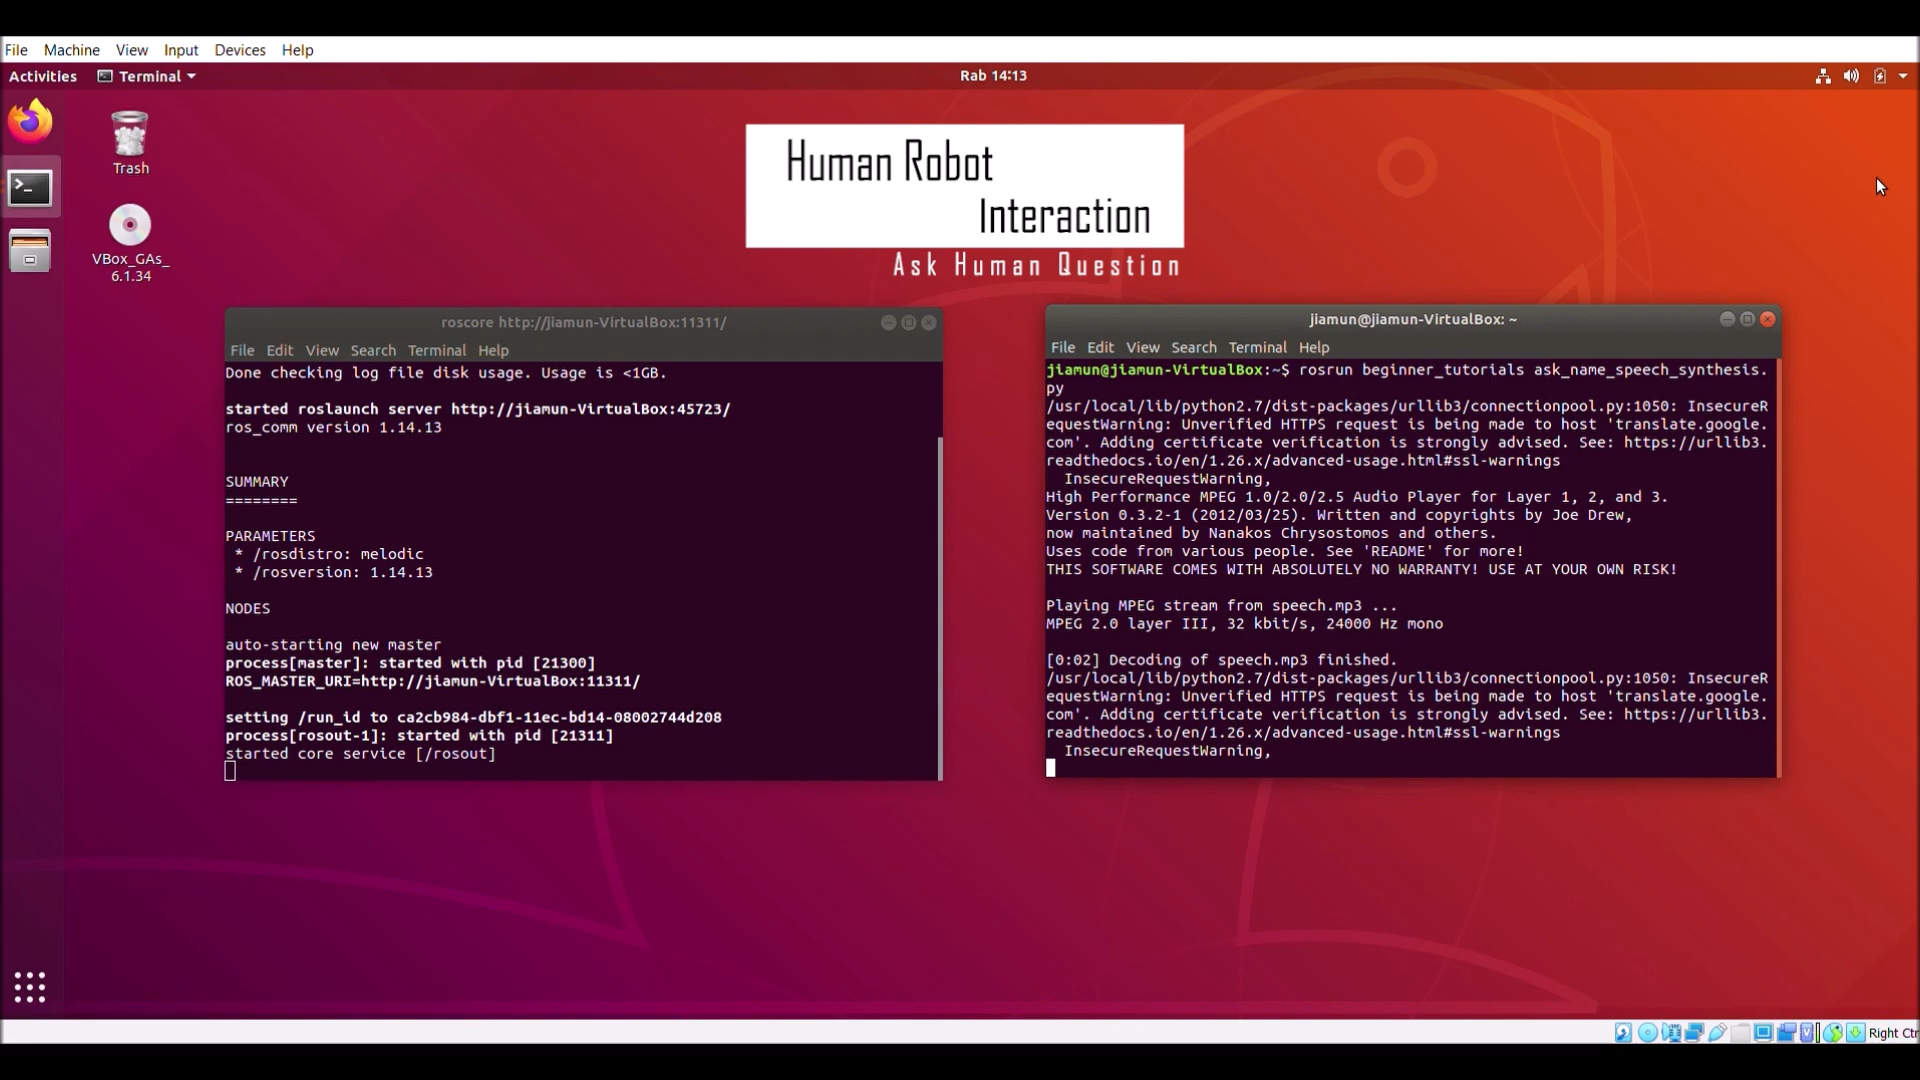 File Machine View Input Devices Help
Activities Terminal Rab 14:13
Trash
VBox_GAs_
6.1.34
Human Robot
Interaction
Ask Human Question
roscore http://jiamun-VirtualBox:11311/
File Edit View Search Terminal Help
Done checking log file disk usage. Usage is <1GB.
started roslaunch server http://jiamun-VirtualBox:45723/
ros_comm version 1.14.13
SUMMARY
========
PARAMETERS
* /rosdistro: melodic
* /rosversion: 1.14.13
NODES
auto-starting new master
process[master]: started with pid [21300]
ROS_MASTER_URI=http://jiamun-VirtualBox:11311/
setting /run_id to ca2cb984-dbf1-11ec-bd14-08002744d208
process[rosout-1]: started with pid [21311]
started core service [/rosout]
jiamun@jiamun-VirtualBox: ~
File Edit View Search Terminal Help
jiamun@jiamun-VirtualBox:~$ rosrun beginner_tutorials ask_name_speech_synthesis.
py
/usr/local/lib/python2.7/dist-packages/urllib3/connectionpool.py:1050: InsecureR
equestWarning: Unverified HTTPS request is being made to host 'translate.google.
com'. Adding certificate verification is strongly advised. See: https://urllib3.
readthedocs.io/en/1.26.x/advanced-usage.html#ssl-warnings
InsecureRequestWarning,
High Performance MPEG 1.0/2.0/2.5 Audio Player for Layer 1, 2, and 3.
Version 0.3.2-1 (2012/03/25). Written and copyrights by Joe Drew,
now maintained by Nanakos Chrysostomos and others.
Uses code from various people. See 'README' for more!
THIS SOFTWARE COMES WITH ABSOLUTELY NO WARRANTY! USE AT YOUR OWN RISK!
Playing MPEG stream from speech.mp3 ...
MPEG 2.0 layer III, 32 kbit/s, 24000 Hz mono
[0:02] Decoding of speech.mp3 finished.
/usr/local/lib/python2.7/dist-packages/urllib3/connectionpool.py:1050: InsecureR
equestWarning: Unverified HTTPS request is being made to host 'translate.google.
com'. Adding certificate verification is strongly advised. See: https://urllib3.
readthedocs.io/en/1.26.x/advanced-usage.html#ssl-warnings
InsecureRequestWarning,
Right Ctr